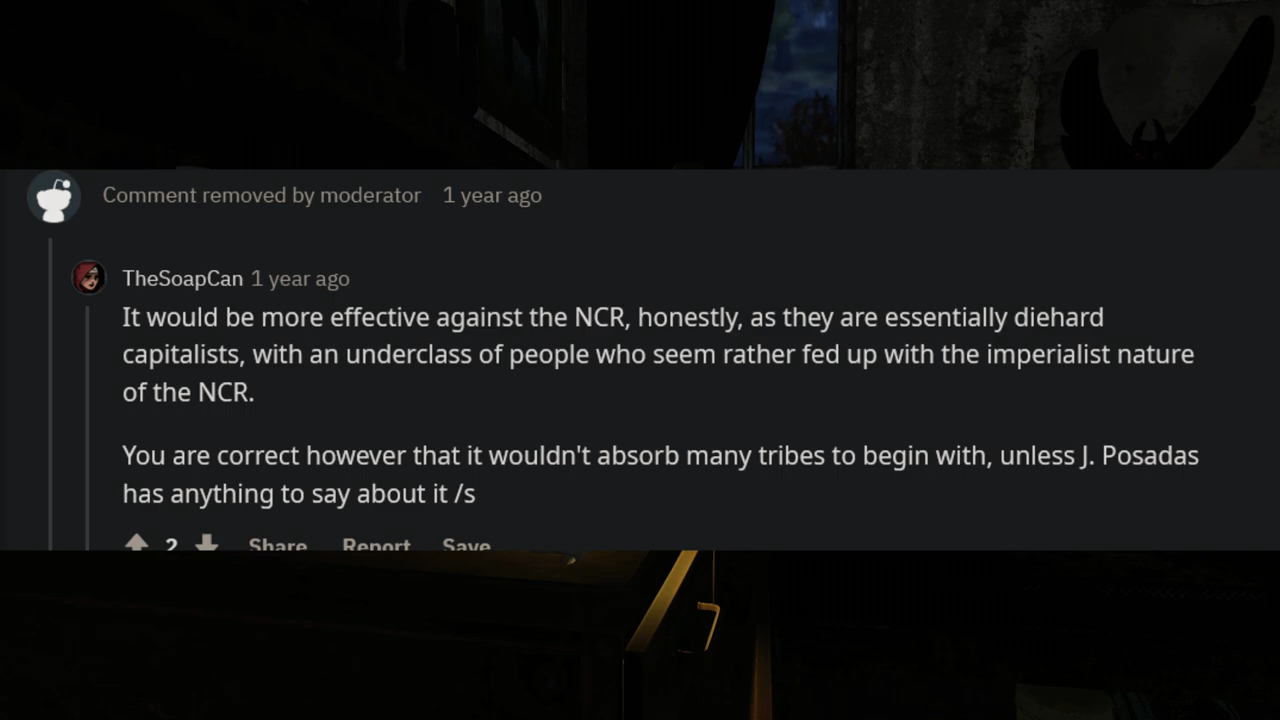 Comment removed by moderator 1 year ago
TheSoapCan 1 year ago
It would be more effective against the NCR, honestly, as they are essentially diehard
capitalists, with an underclass of people who seem rather fed up with the imperialist nature
of the NCR.
You are correct however that it wouldn't absorb many tribes to begin with, unless J. Posadas
has anything to say about it /s
2 Share Report Save